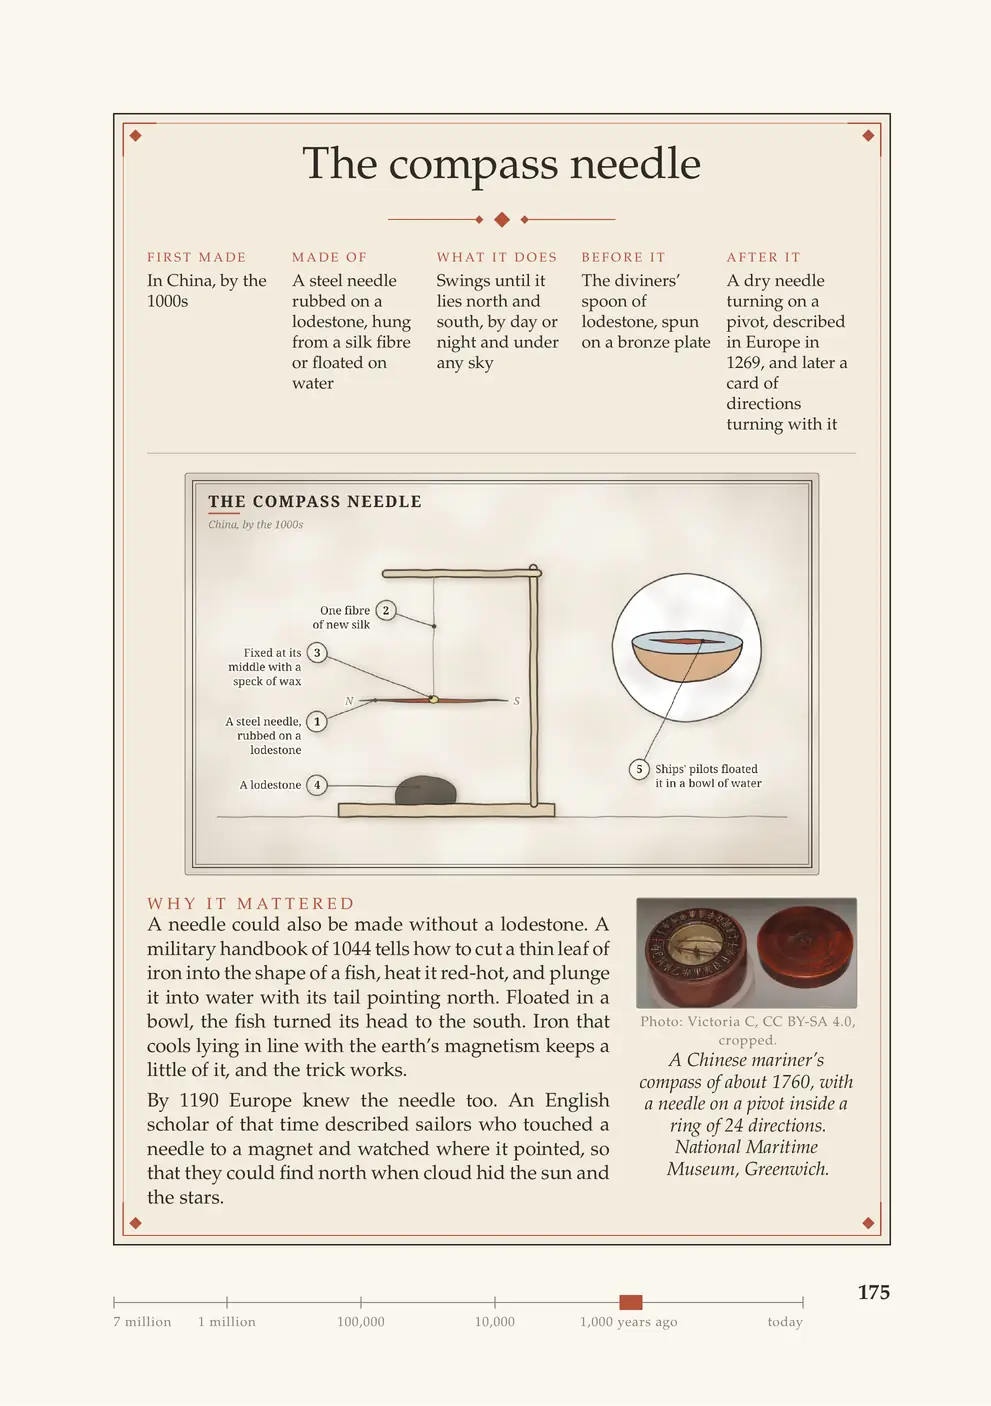 The compass needle
FIRST MADE
In China, by the
1000s
MADE OF
A steel needle
rubbed on a
lodestone, hung
from a silk fibre
or floated on
water
WHAT IT DOES
Swings until it
lies north and
south, by day or
night and under
any sky
BEFORE IT
The diviners’
spoon of
lodestone, spun
on a bronze plate
AFTER IT
A dry needle
turning on a
pivot, described
in Europe in
1269, and later a
card of
directions
turning with it
THE COMPASS NEEDLE
China, by the 1000s
One fibre
of new silk
2
Fixed at its
middle with a
speck of wax
3
N
S
A steel needle,
rubbed on a
lodestone
1
A lodestone
4
5
Ships' pilots floated
it in a bowl of water
WHY IT MATTERED
A needle could also be made without a lodestone. A
military handbook of 1044 tells how to cut a thin leaf of
iron into the shape of a fish, heat it red-hot, and plunge
it into water with its tail pointing north. Floated in a
bowl, the fish turned its head to the south. Iron that
cools lying in line with the earth’s magnetism keeps a
little of it, and the trick works.
By 1190 Europe knew the needle too. An English
scholar of that time described sailors who touched a
needle to a magnet and watched where it pointed, so
that they could find north when cloud hid the sun and
the stars.
Photo: Victoria C, CC BY-SA 4.0,
cropped.
A Chinese mariner’s
compass of about 1760, with
a needle on a pivot inside a
ring of 24 directions.
National Maritime
Museum, Greenwich.
175
7 million
1 million
100,000
10,000
1,000 years ago
today